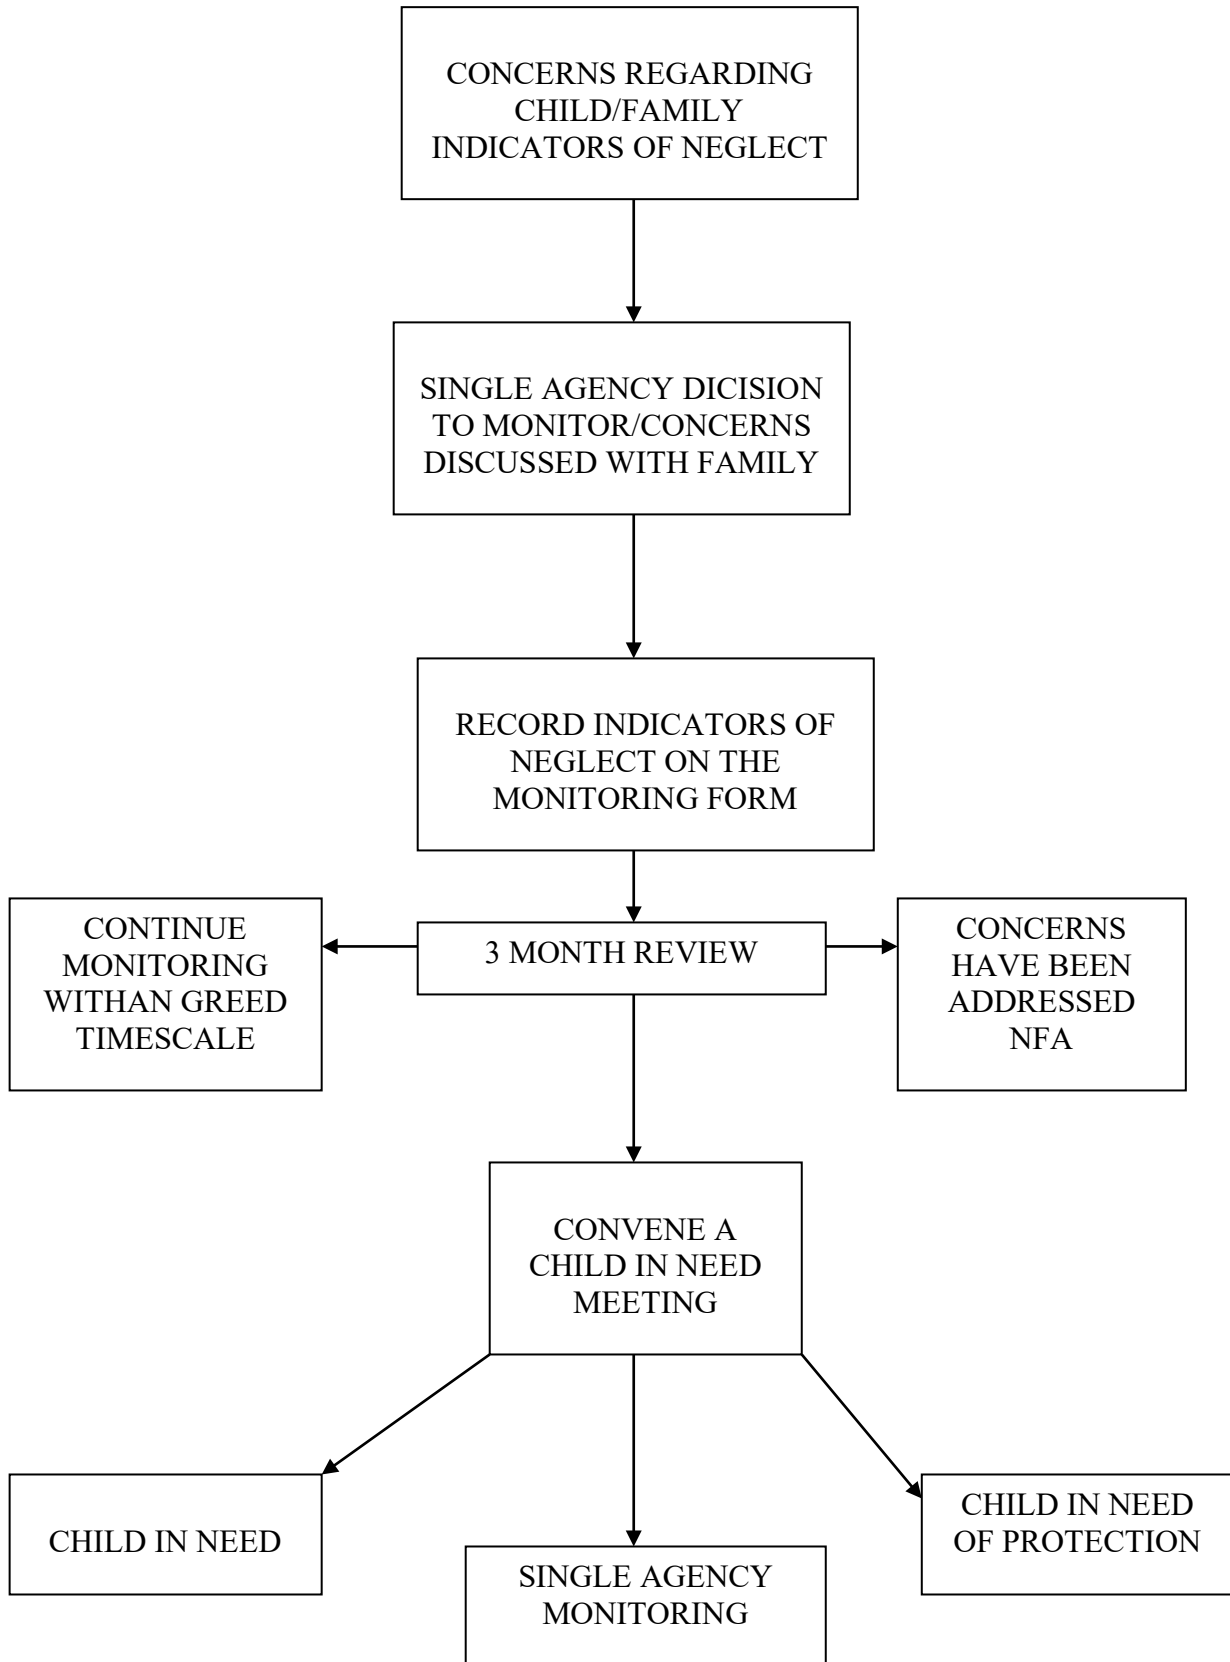 CONCERNS REGARDING
CHILD/FAMILY
INDICATORS OF NEGLECT
SINGLE AGENCY DICISION
TO MONITOR/CONCERNS
DISCUSSED WITH FAMILY
RECORD INDICATORS OF
NEGLECT ON THE
MONITORING FORM
CONTINUE
MONITORING
WITHAN GREED
TIMESCALE
3 MONTH REVIEW
CONCERNS
HAVE BEEN
ADDRESSED
NFA
CONVENE A
CHILD IN NEED
MEETING
CHILD IN NEED
SINGLE AGENCY
MONITORING
CHILD IN NEED
OF PROTECTION